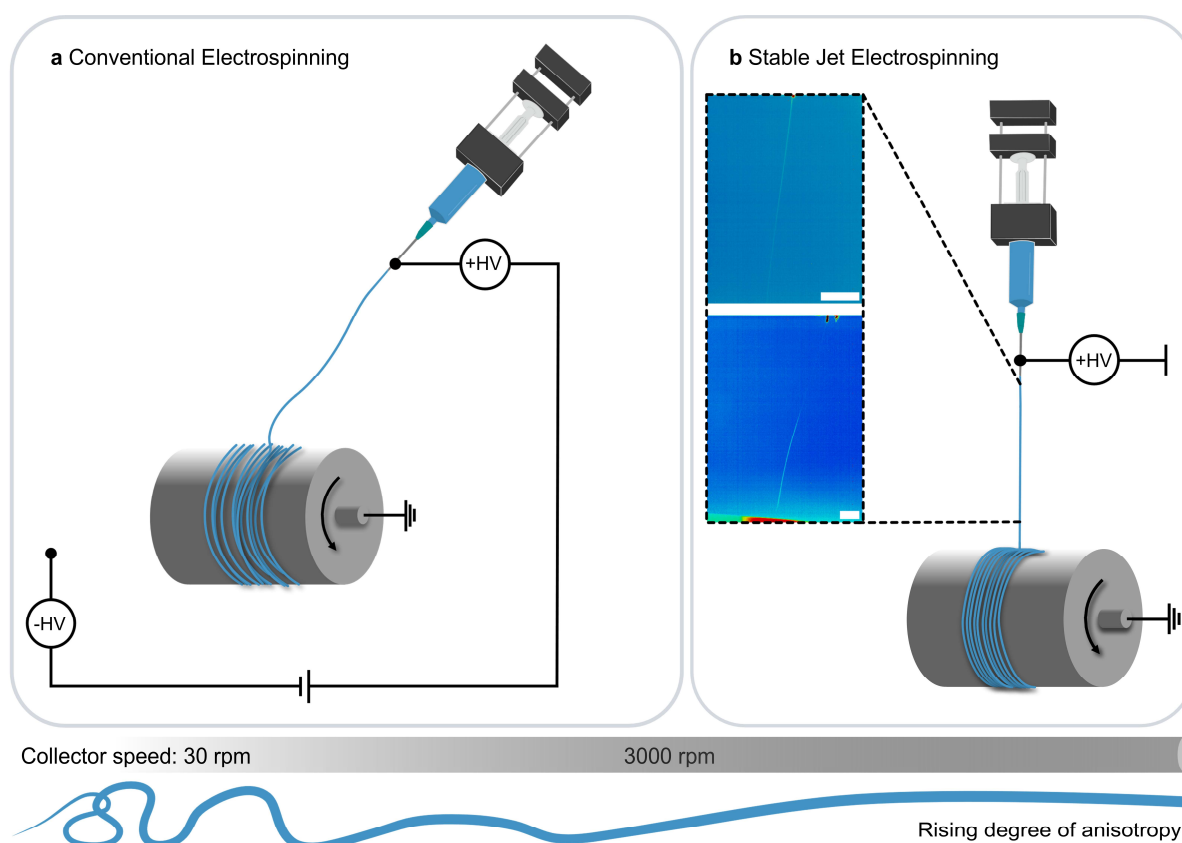 a Conventional Electrospinning
b Stable Jet Electrospinning
+HV
+HV
-HV
Collector speed: 30 rpm
3000 rpm
Rising degree of anisotropy